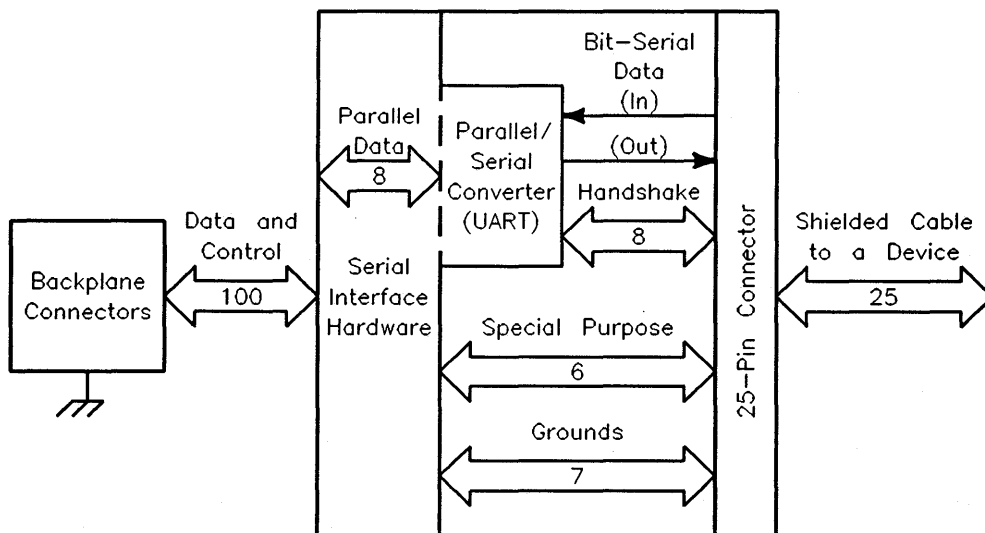 Bit-Serial
Data
(In)
(Out)
Parallel
Data
8
Parallel/
Serial
Converter
(UART)
Handshake
8
Data and
Control
100
Backplane
Connectors
Serial
Interface
Hardware
Special Purpose
6
Grounds
7
25-Pin Connector
Shielded Cable
to a Device
25